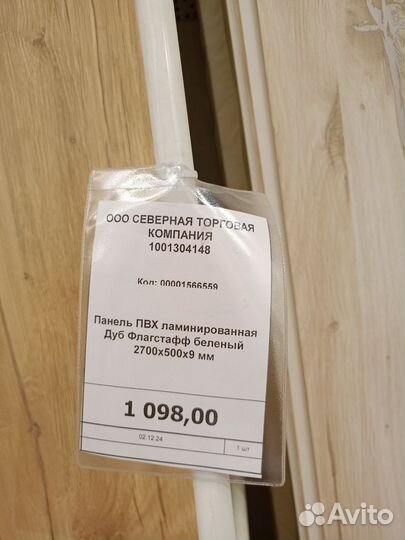 ООО СЕВЕРНАЯ ТОРГОВАЯ
КОМПАНИЯ
1001304148
Код: 00001566559
Панель ПВХ ламинированная
Дуб Флагстафф беленый
2700x500x9 мм
1 098,00
02.12.24
1 шт
Avito